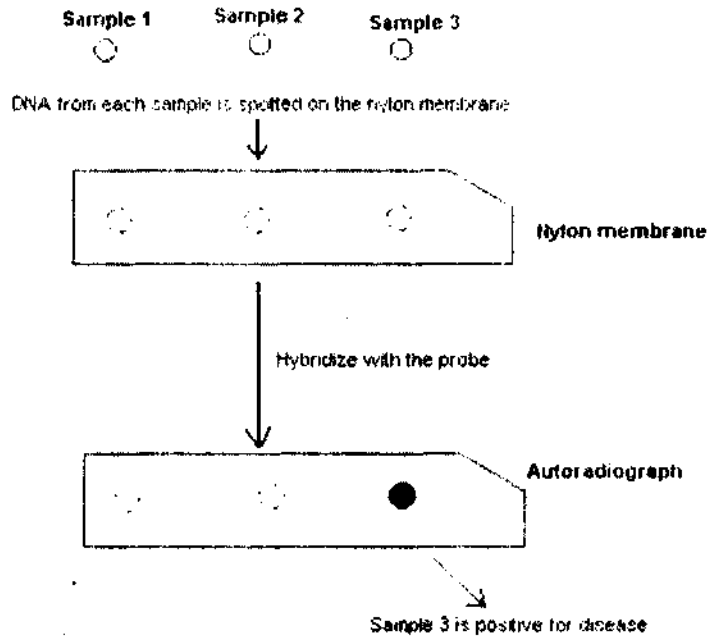 Sample 1 Sample 2 Sample 3
DNA from each sample is spotted on the nylon membrane
Nylon membrane
Hybridize with the probe
Autoradiograph
Sample 3 is positive for disease